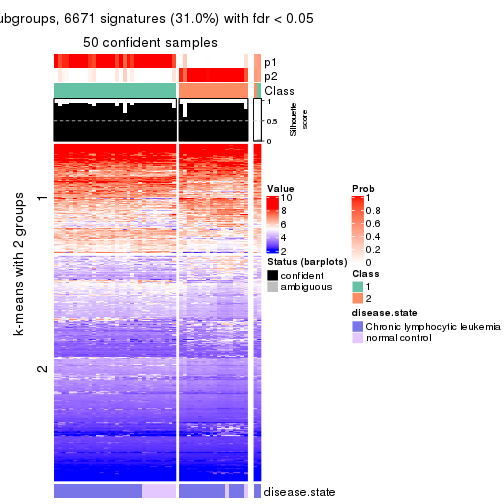 ubgroups, 6671 signatures (31.0%) with fdr < 0.05
50 confident samples
p1
p2
Class
1
0.5
0
Silhouette
score
k-means with 2 groups
1
2
Value
10
8
6
4
2
Status (barplots)
confident
ambiguous
Prob
1
0.8
0.6
0.4
0.2
0
Class
1
2
disease.state
Chronic lymphocytic leukemia
normal control
disease.state